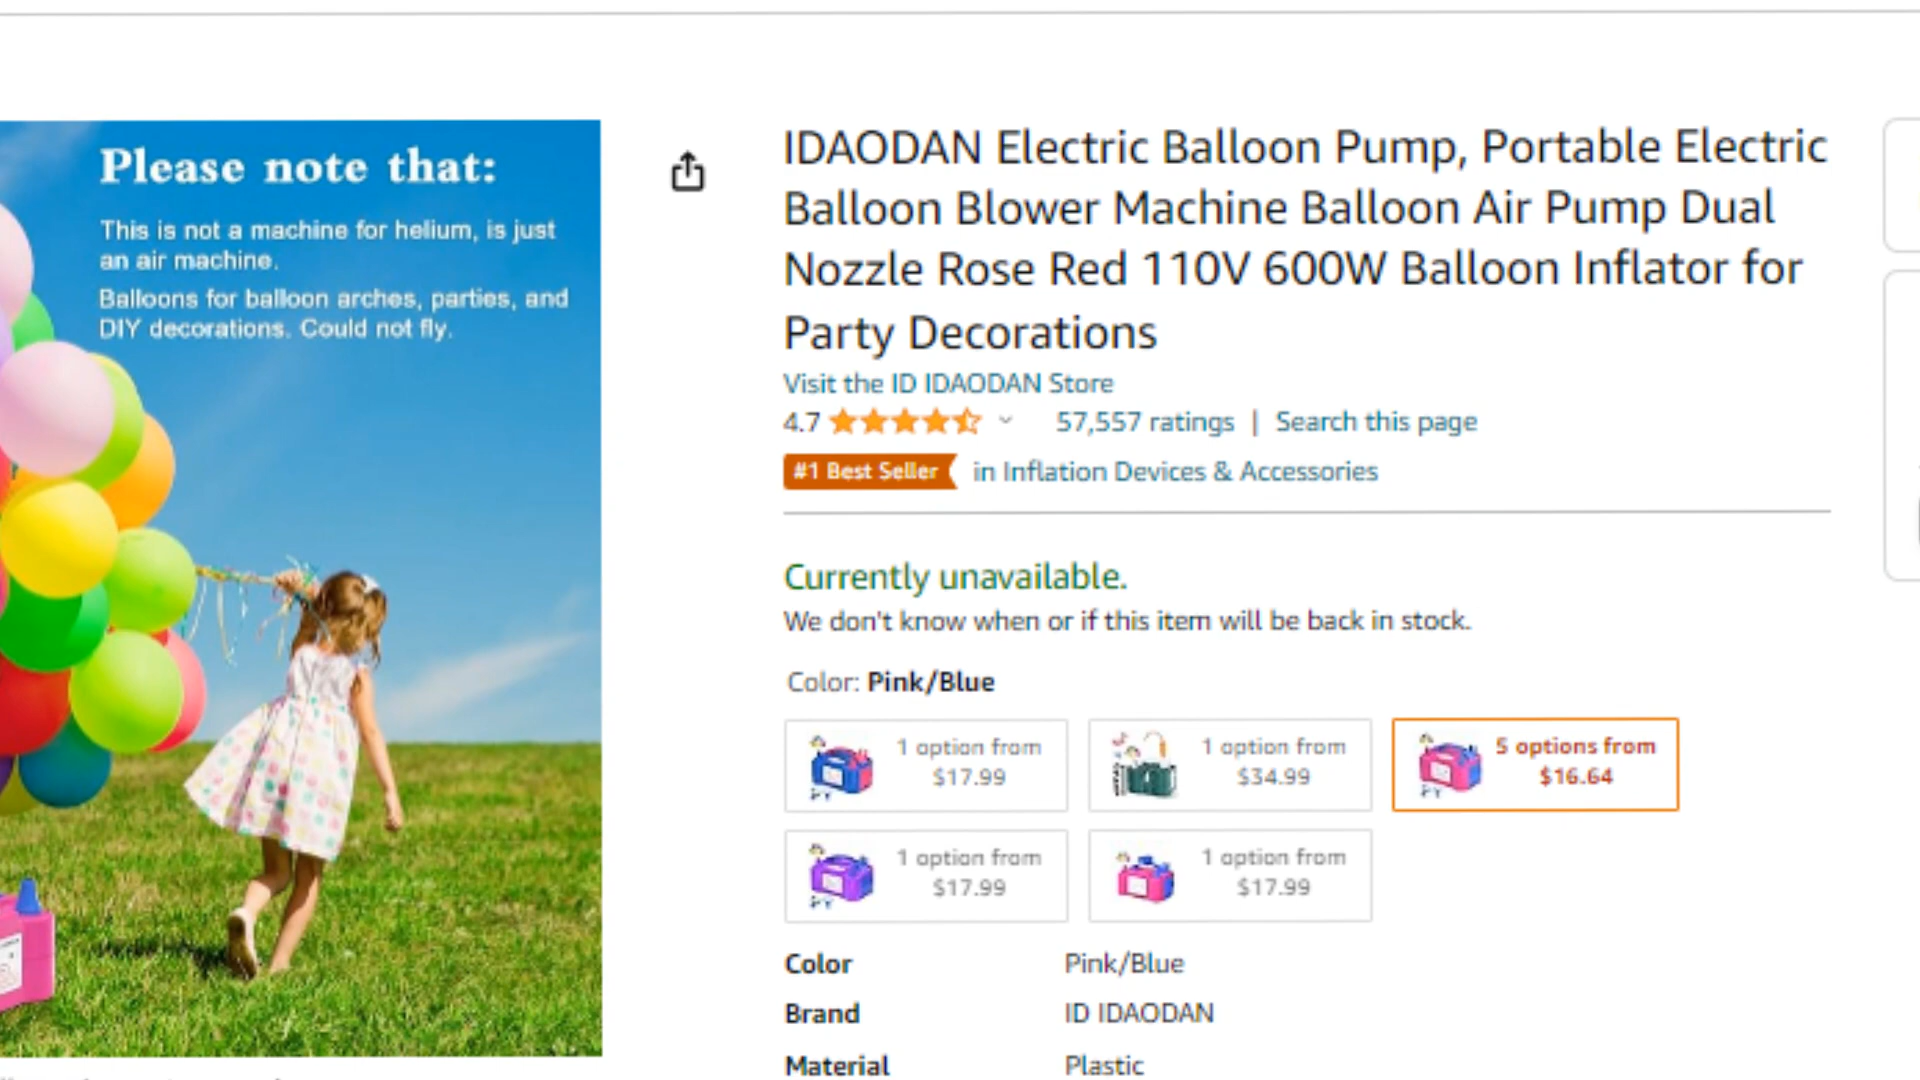 Please note that:
This is not a machine for helium, is just
an air machine.
Balloons for balloon arches, parties, and
DIY decorations. Could not fly.
IDAODAN Electric Balloon Pump, Portable Electric
Balloon Blower Machine Balloon Air Pump Dual
Nozzle Rose Red 110V 600W Balloon Inflator for
Party Decorations
Visit the ID IDAODAN Store
4.7 57,557 ratings | Search this page
#1 Best Seller in Inflation Devices & Accessories
Currently unavailable.
We don't know when or if this item will be back in stock.
Color: Pink/Blue
1 option from
$17.99
1 option from
$34.99
5 options from
$16.64
1 option from
$17.99
1 option from
$17.99
Color Pink/Blue
Brand ID IDAODAN
Material Plastic